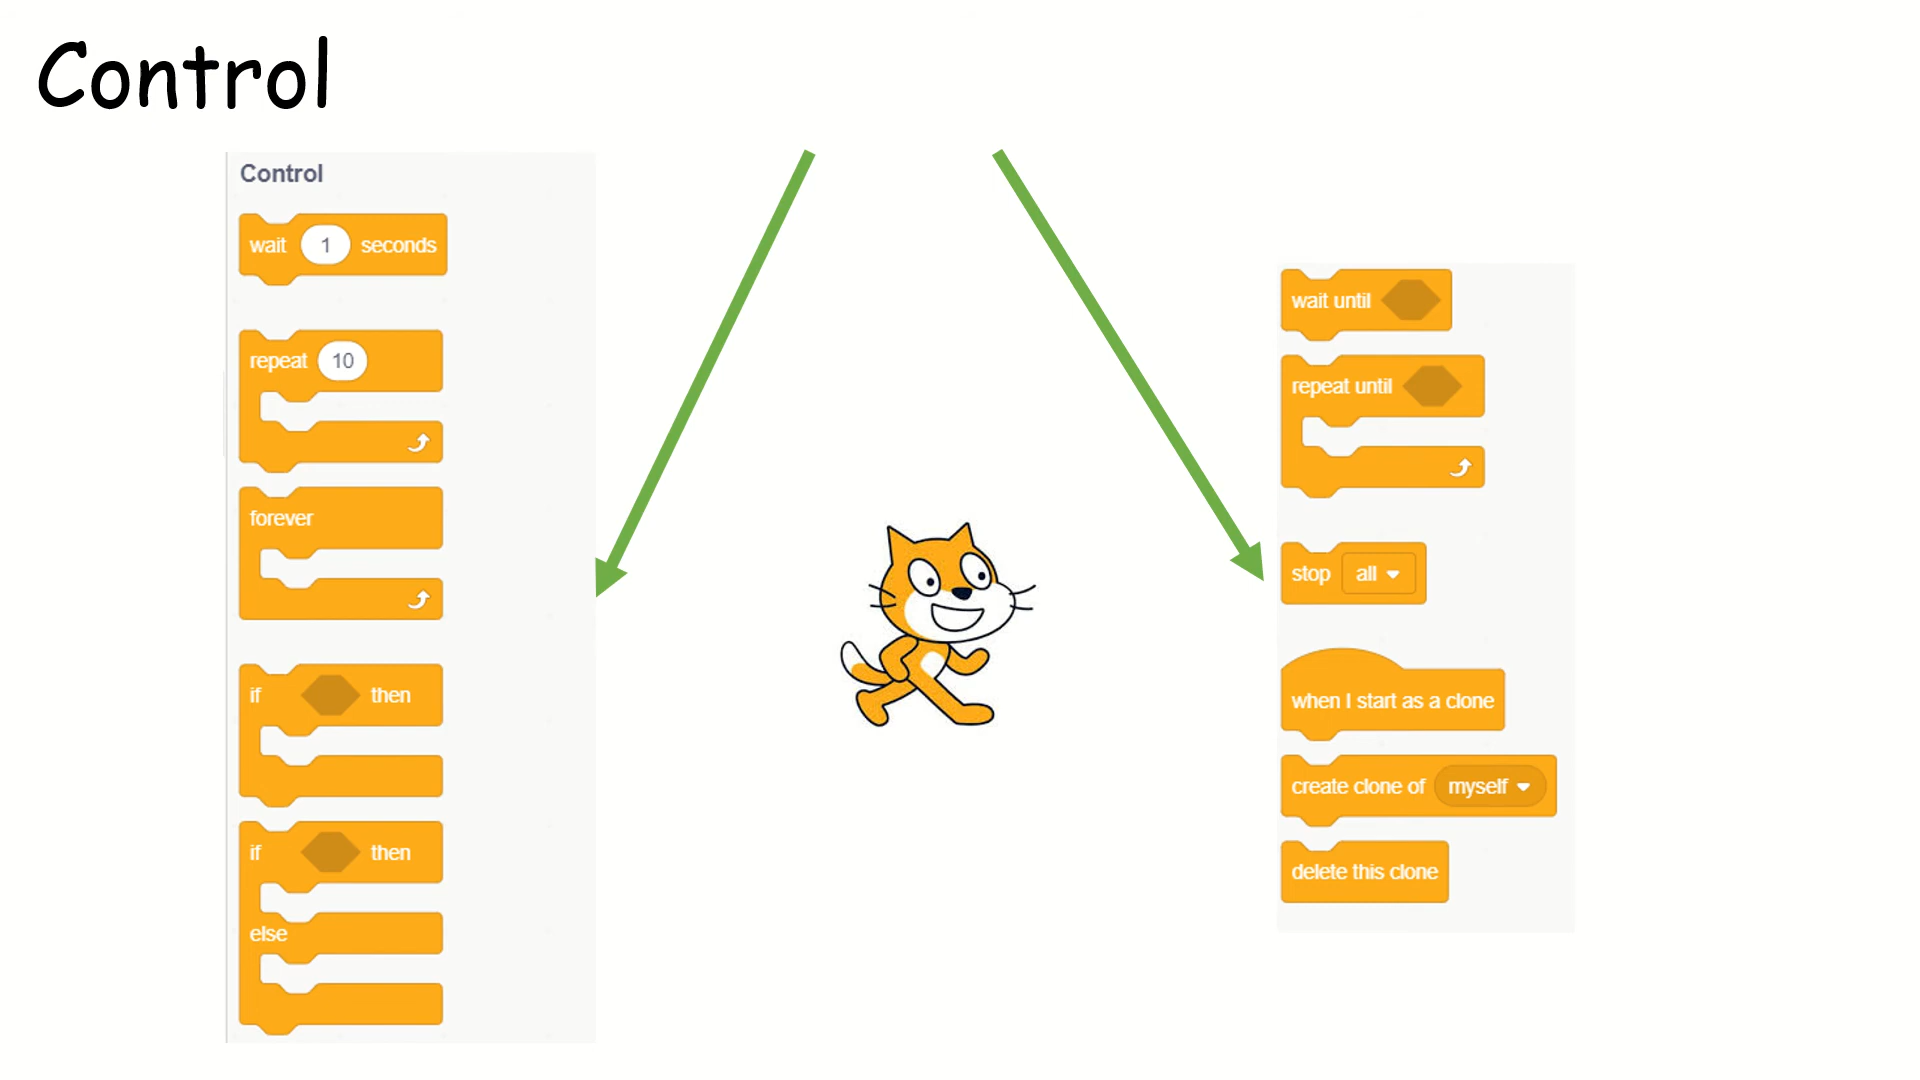 Control
Control
wait 1 seconds
repeat 10
forever
if then
if then
else
wait until
repeat until
stop all
when I start as a clone
create clone of myself
delete this clone